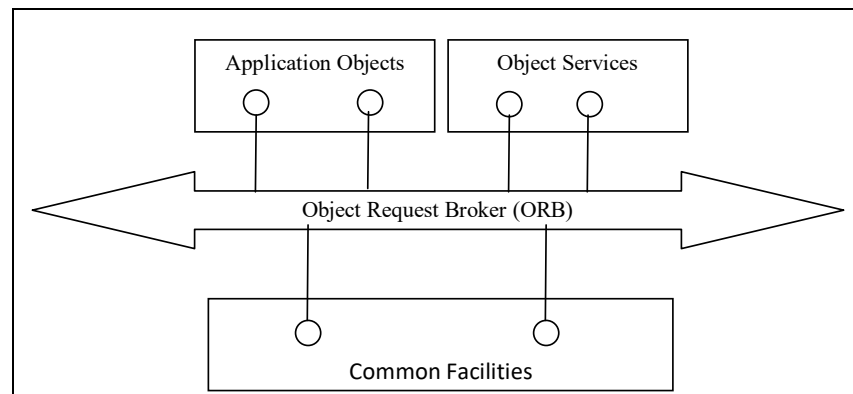 Application Objects
Object Services
Object Request Broker (ORB)
Common Facilities